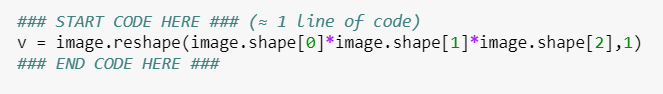 ### START CODE HERE ### (≈ 1 line of code)
v = image.reshape(image.shape[0]*image.shape[1]*image.shape[2],1)
### END CODE HERE ###